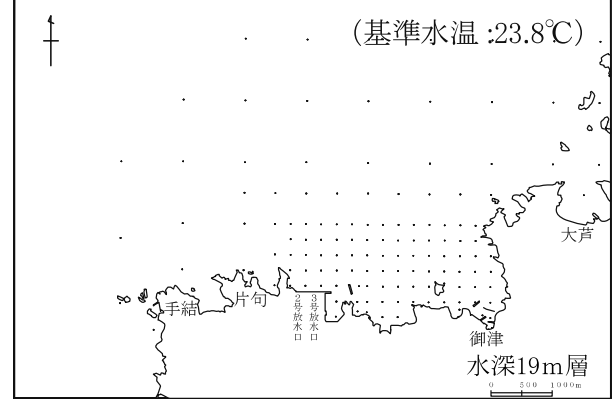 (基準水温:23.8℃)
大芦
手結
片句
2号放水口
3号放水口
御津
水深19m層
0 500 1000m